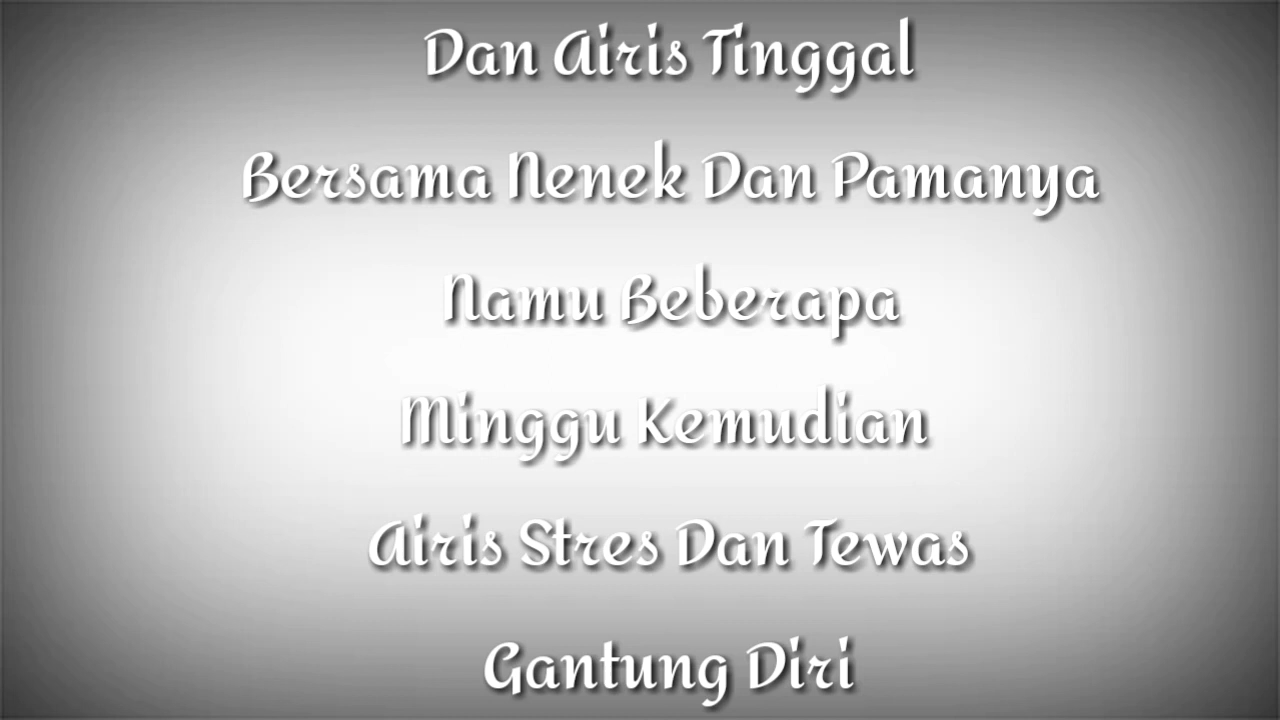 Dan Airis Tinggal
Bersama Nenek Dan Pamanya
Namu Beberapa
Minggu Kemudian
Airis Stres Dan Tewas
Gantung Diri